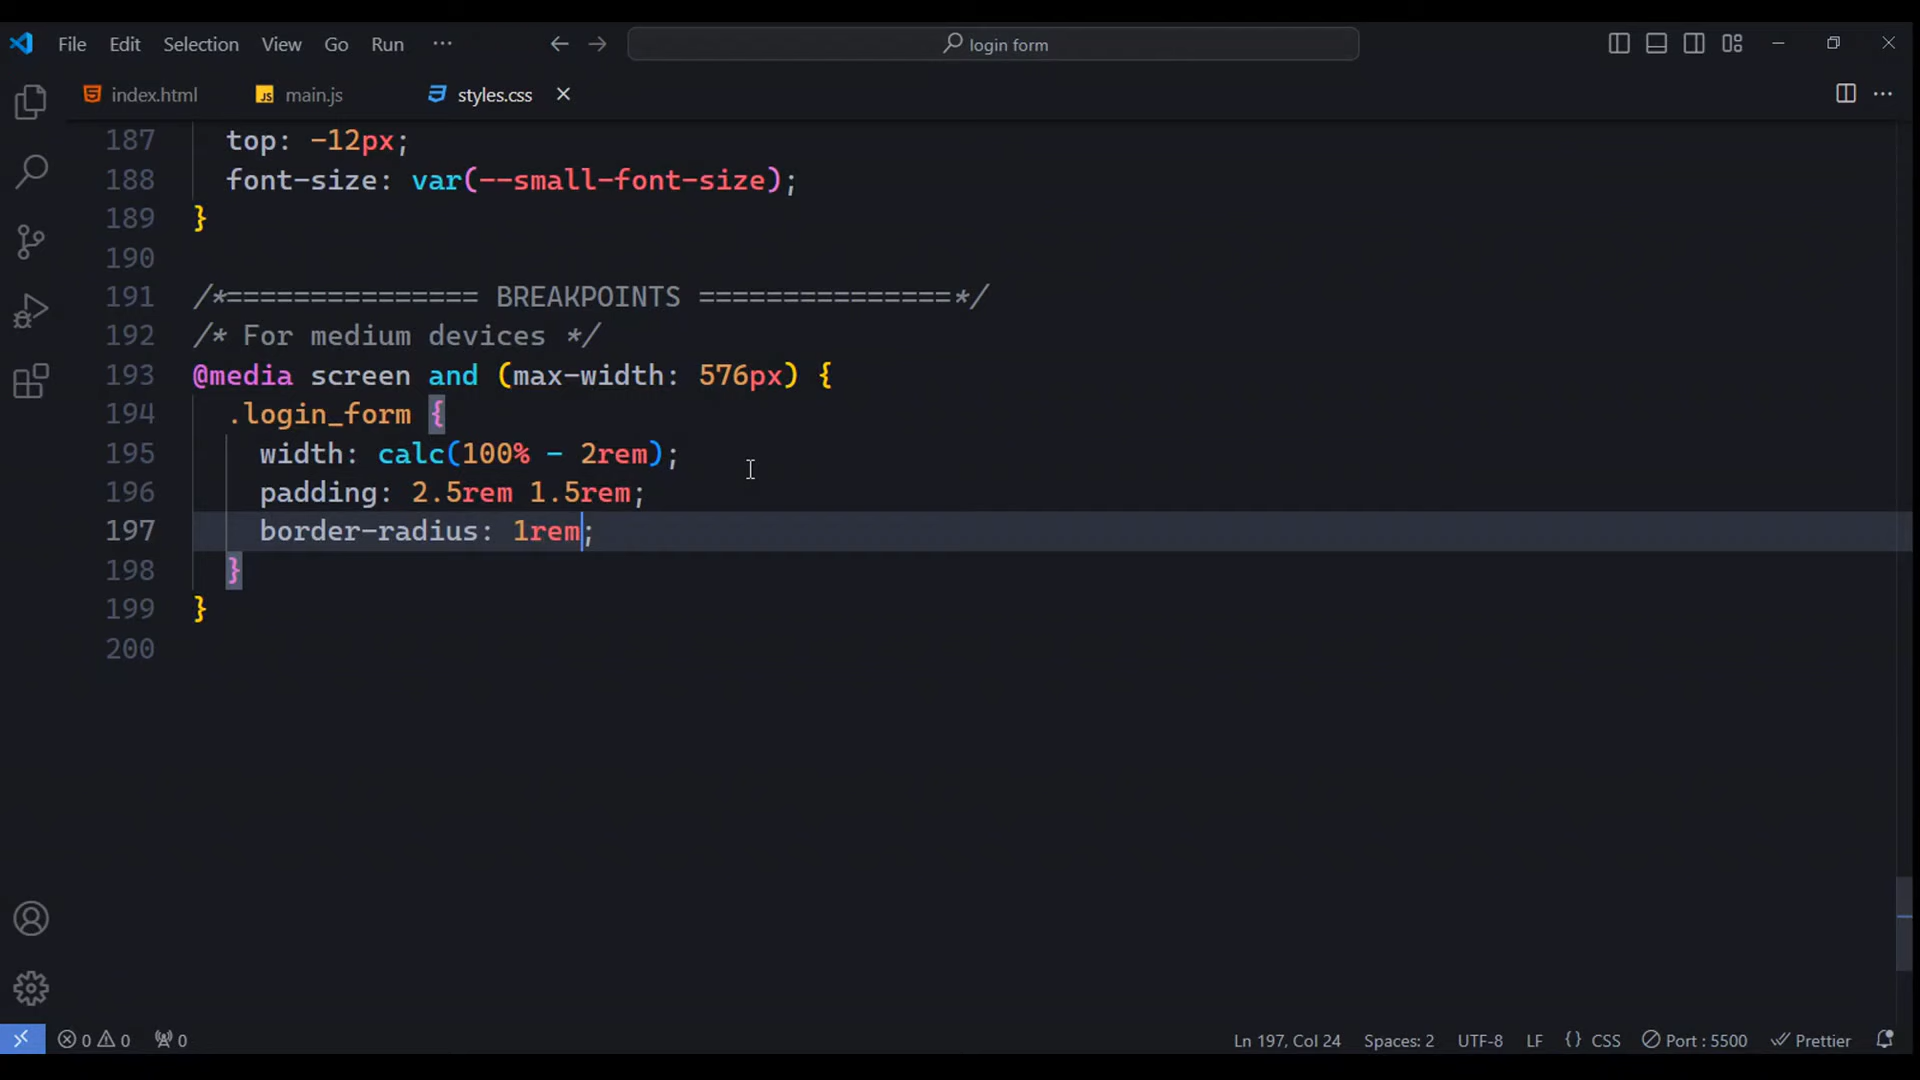 File Edit Selection View Go Run ··· login form
index.html main.js styles.css
187 top: -12px;
188 font-size: var(--small-font-size);
189 }
190
191 /*=============== BREAKPOINTS ===============*/
192 /* For medium devices */
193 @media screen and (max-width: 576px) {
194 .login_form {
195 width: calc(100% - 2rem);
196 padding: 2.5rem 1.5rem;
197 border-radius: 1rem;
198 }
199 }
200
0 0 0 Ln 197, Col 24 Spaces: 2 UTF-8 LF {} CSS Port : 5500 Prettier